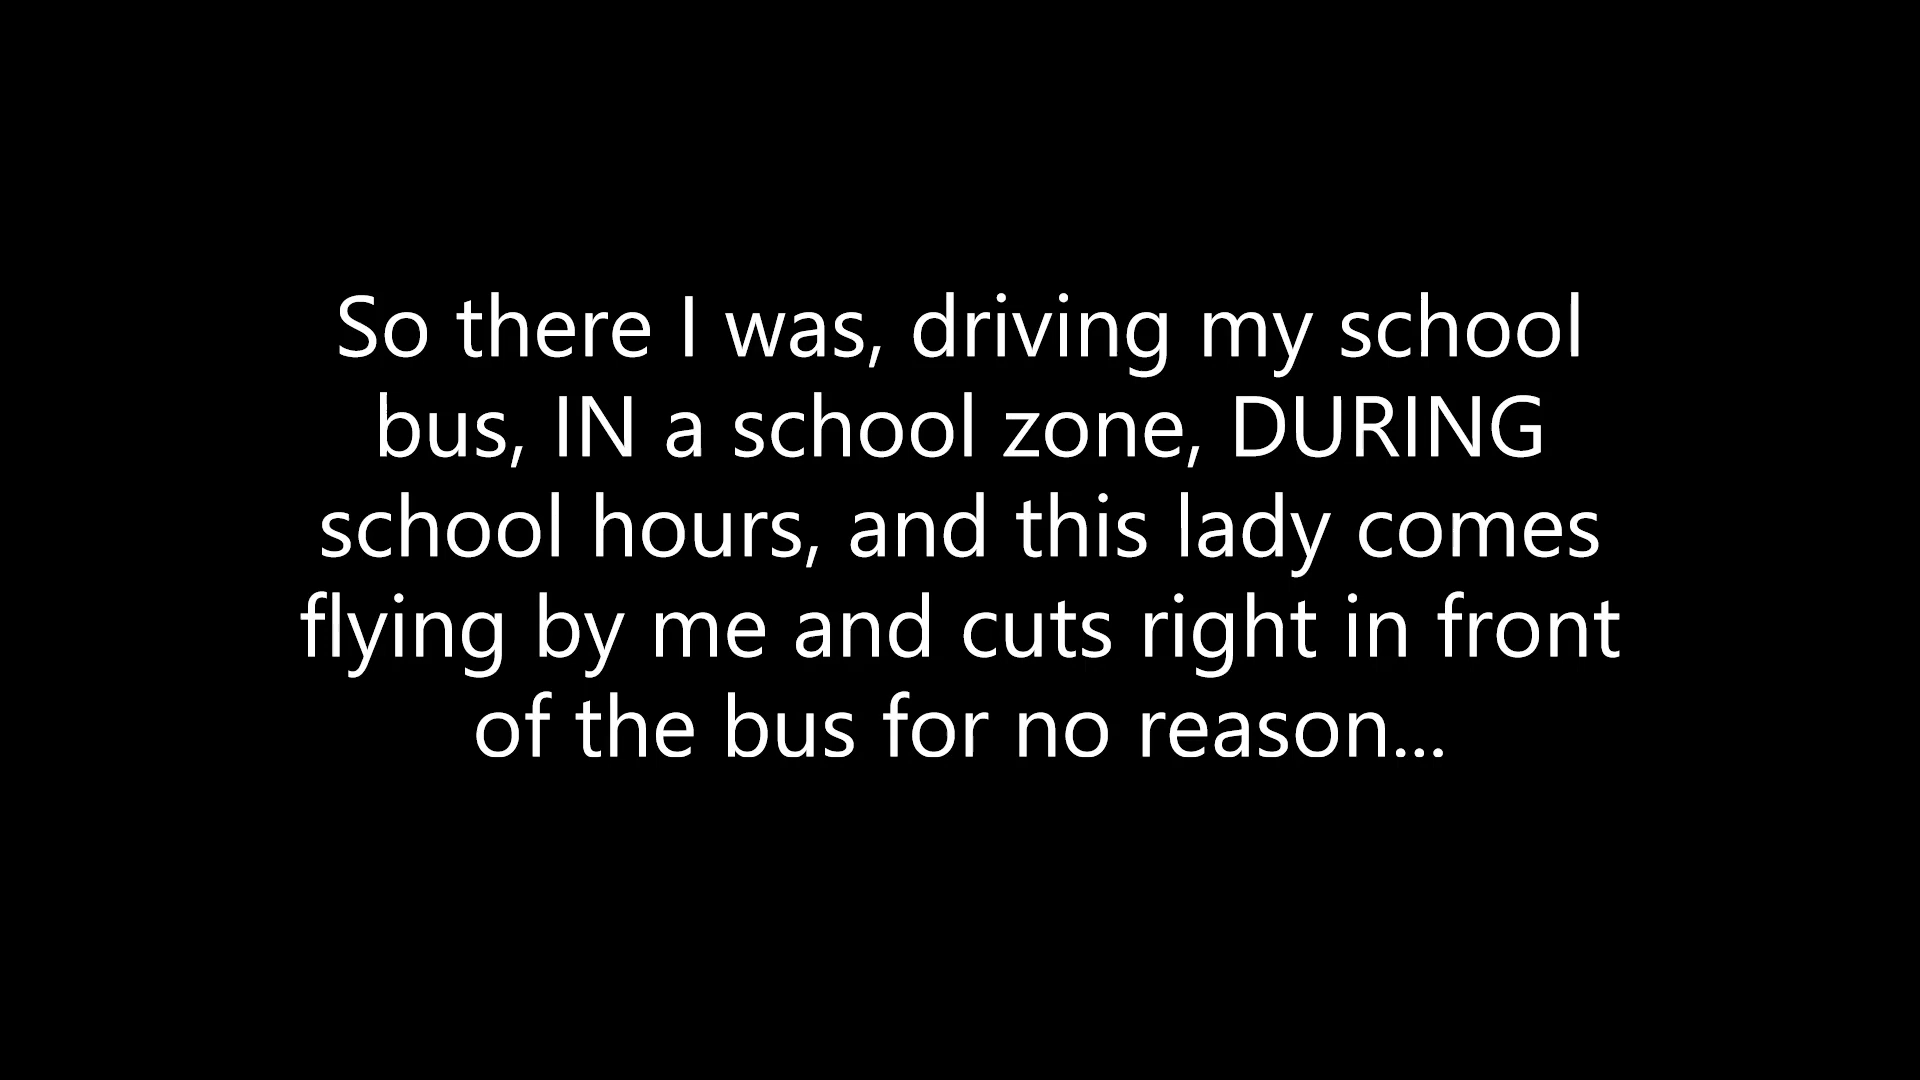 So there I was, driving my school
bus, IN a school zone, DURING
school hours, and this lady comes
flying by me and cuts right in front
of the bus for no reason...